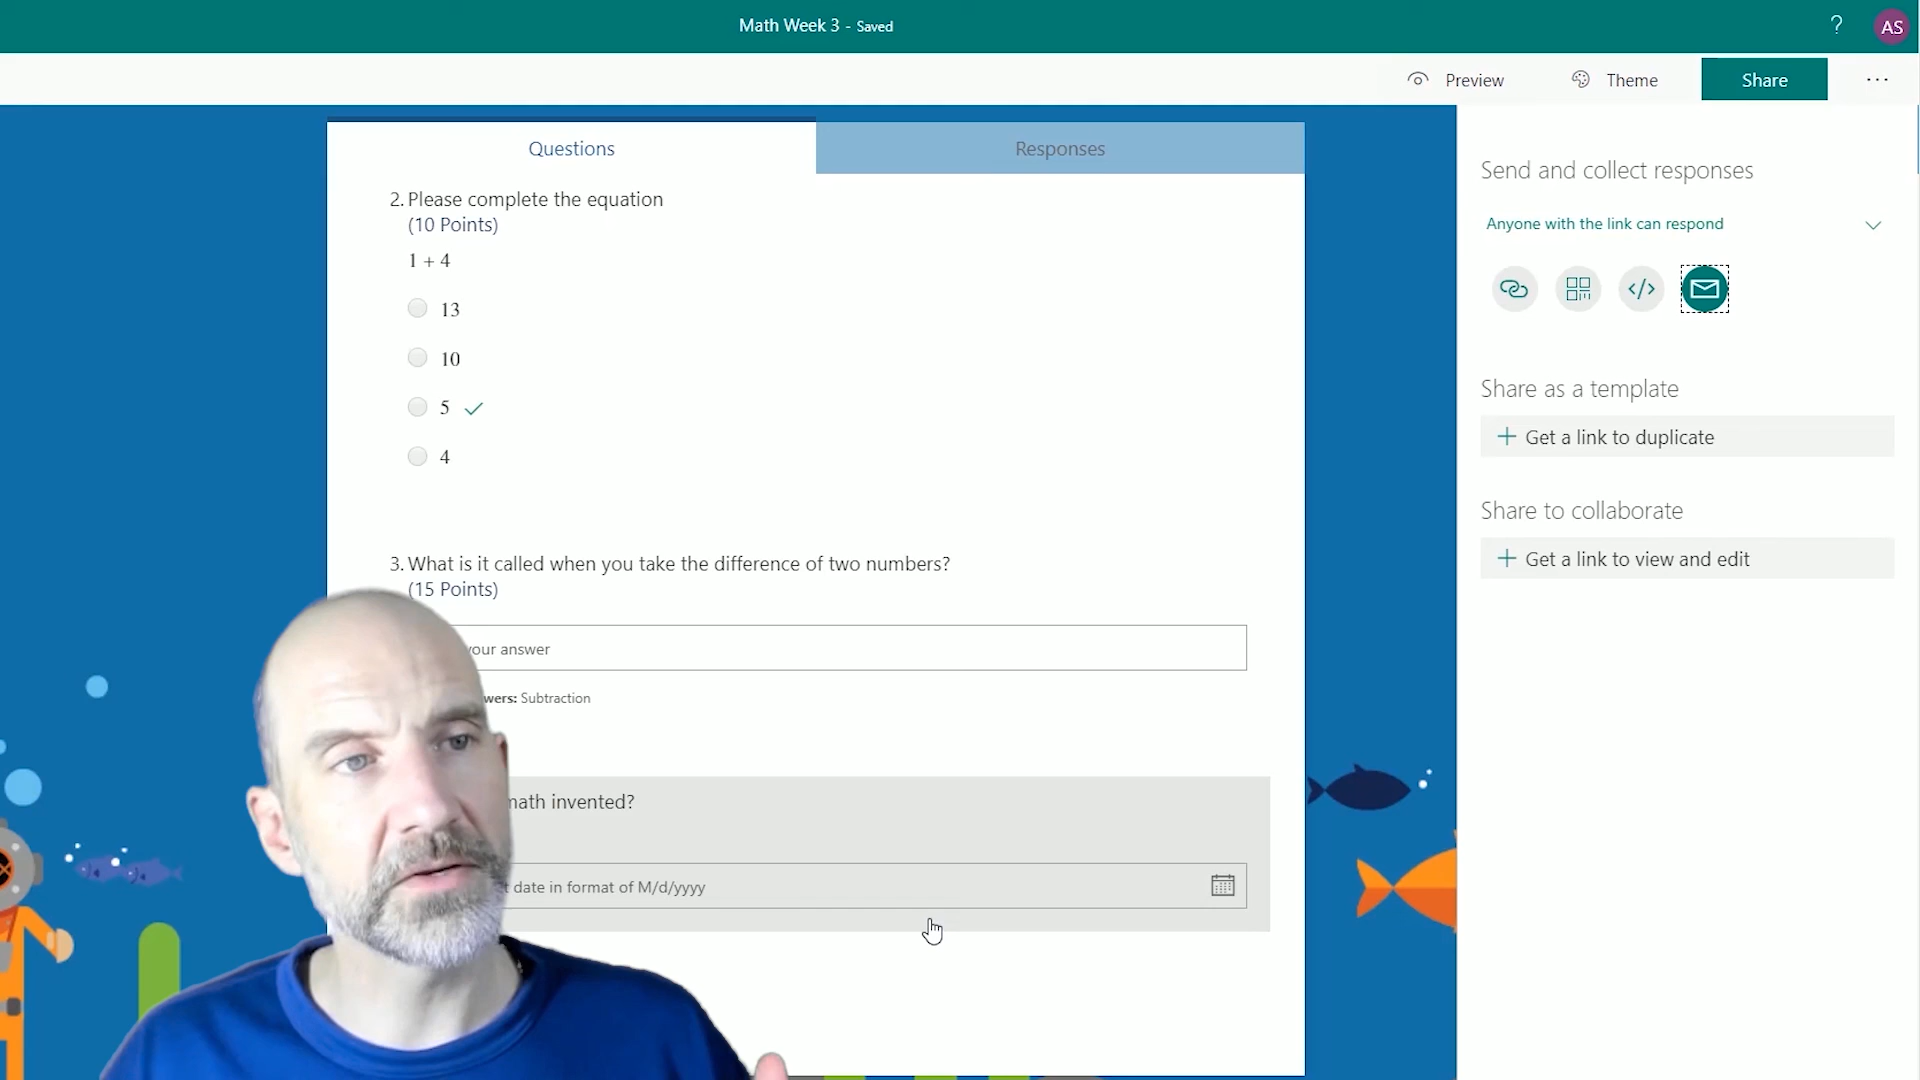 Math Week 3 - Saved
? AS
Preview Theme Share ...
Questions Responses
2. Please complete the equation
(10 Points)
1 + 4
13
10
5
4
3. What is it called when you take the difference of two numbers?
(15 Points)
your answer
Subtraction
math invented?
date in format of M/d/yyyy
Send and collect responses
Anyone with the link can respond
</>
Share as a template
+ Get a link to duplicate
Share to collaborate
+ Get a link to view and edit